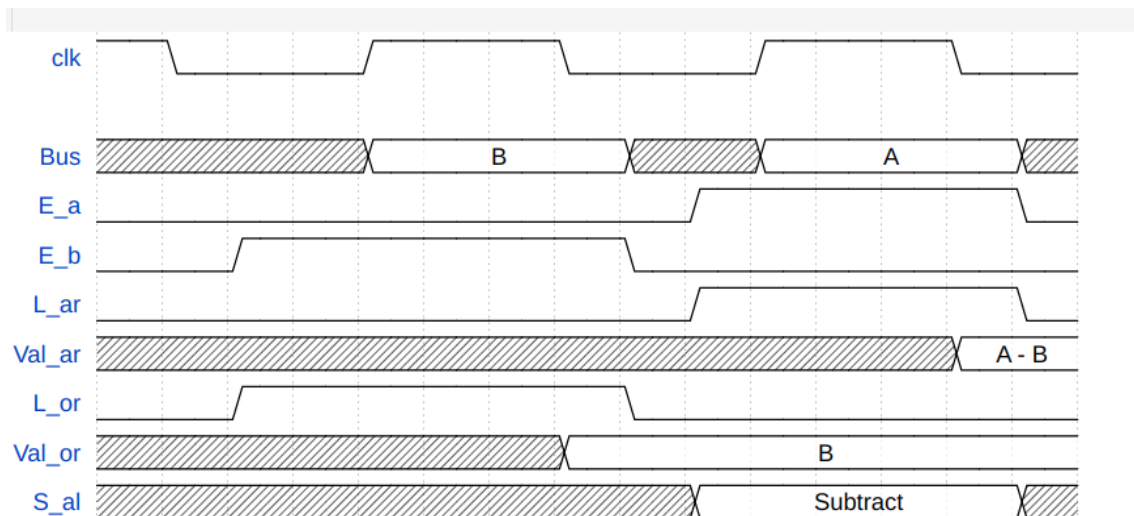 clk
Bus B A
E_a
E_b
L_ar
Val_ar A - B
L_or
Val_or B
S_al Subtract